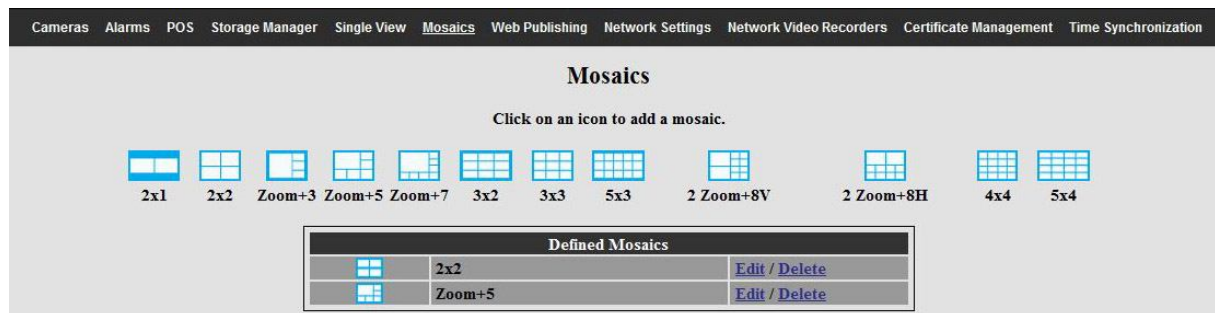 Cameras Alarms POS Storage Manager Single View Mosaics Web Publishing Network Settings Network Video Recorders Certificate Management Time Synchronization
Mosaics
Click on an icon to add a mosaic.
2x1 2x2 Zoom+3 Zoom+5 Zoom+7 3x2 3x3 5x3 2 Zoom+8V 2 Zoom+8H 4x4 5x4
Defined Mosaics
2x2 Edit / Delete
Zoom+5 Edit / Delete